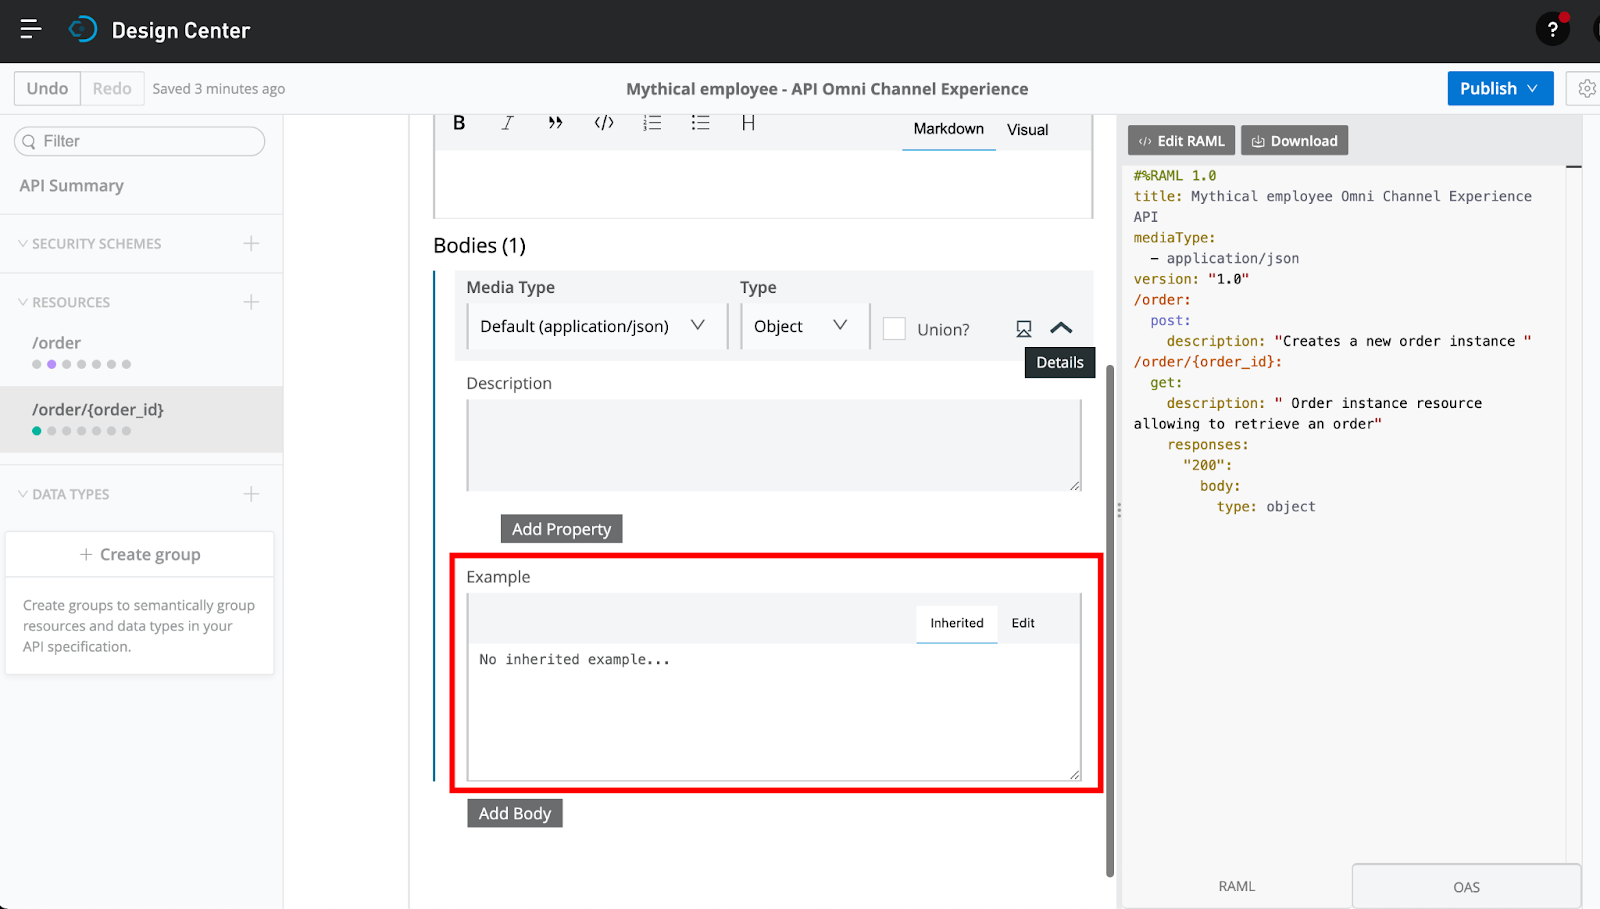 Design Center
?
Undo
Redo
Saved 3 minutes ago
Mythical employee - API Omni Channel Experience
Publish
Filter
API Summary
SECURITY SCHEMES
RESOURCES
/order
/order/{order_id}
DATA TYPES
+ Create group
Create groups to semantically group
resources and data types in your
API specification.
B I ” </> H
Markdown
Visual
Bodies (1)
Media Type
Type
Default (application/json)
Object
Union?
Details
Description
Add Property
Example
Inherited
Edit
No inherited example...
Add Body
</> Edit RAML
Download
#%RAML 1.0
title: Mythical employee Omni Channel Experience
API
mediaType:
- application/json
version: "1.0"
/order:
post:
description: "Creates a new order instance "
/order/{order_id}:
get:
description: " Order instance resource
allowing to retrieve an order"
responses:
"200":
body:
type: object
RAML
OAS